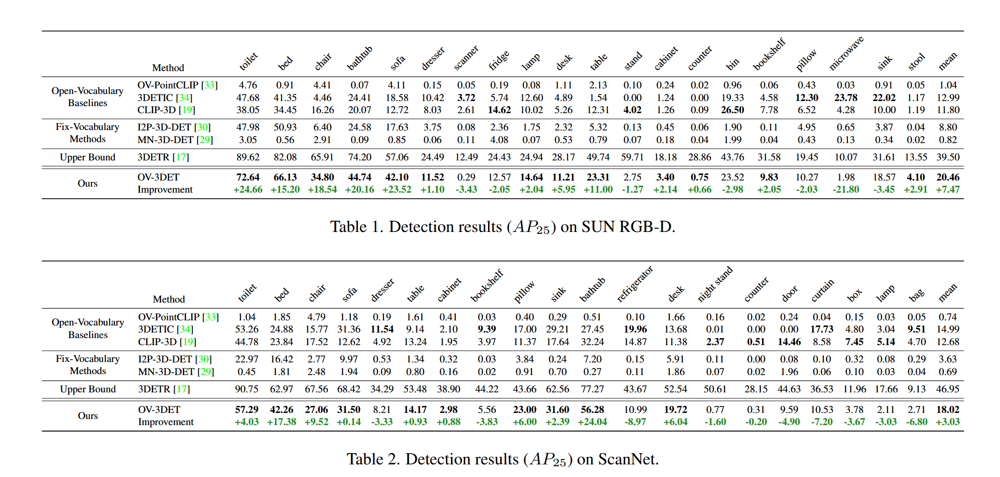 Method toilet bed chair bathtub sofa dresser scanner fridge lamp desk table stand cabinet counter bin bookshelf pillow microwave sink stool mean
Open-Vocabulary Baselines
OV-PointCLIP [33] 4.76 0.91 4.41 0.07 4.11 0.15 0.05 0.19 0.08 1.11 2.13 0.10 0.24 0.02 0.96 0.06 0.43 0.03 0.91 0.05 1.04
3DETIC [34] 47.68 41.35 4.46 24.41 18.58 10.42 3.72 5.74 12.60 4.89 1.54 0.00 1.24 0.00 19.33 4.58 12.30 23.78 22.02 1.17 12.99
CLIP-3D [19] 38.05 34.45 16.26 20.07 12.72 8.03 2.61 14.62 10.02 5.26 12.31 4.02 1.26 0.09 26.50 7.78 6.52 4.28 10.00 1.19 11.80
Fix-Vocabulary Methods
I2P-3D-DET [30] 47.98 50.93 6.40 24.58 17.63 3.75 0.08 2.36 1.75 2.32 5.32 0.13 0.45 0.06 1.90 0.11 4.95 0.65 3.87 0.04 8.80
MN-3D-DET [29] 3.05 0.56 2.91 0.09 0.85 0.06 0.11 4.08 0.07 0.53 0.79 0.07 0.18 0.04 1.99 0.04 0.43 0.13 0.34 0.02 0.82
Upper Bound 3DETR [17] 89.62 82.08 65.91 74.20 57.06 24.49 12.49 24.43 24.94 28.17 49.74 59.71 18.18 28.86 43.76 31.58 19.45 10.07 31.61 13.55 39.50
Ours
OV-3DET 72.64 66.13 34.80 44.74 42.10 11.52 0.29 12.57 14.64 11.21 23.31 2.75 3.40 0.75 23.52 9.83 10.27 1.98 18.57 4.10 20.46
Improvement +24.66 +15.20 +18.54 +20.16 +23.52 +1.10 -3.43 -2.05 +2.04 +5.95 +11.00 -1.27 +2.14 +0.66 -2.98 +2.05 -2.03 -21.80 -3.45 +2.91 +7.47
Table 1. Detection results (AP25) on SUN RGB-D.
Method toilet bed chair sofa dresser table cabinet bookshelf pillow sink bathtub refrigerator desk night stand counter door curtain box lamp bag mean
Open-Vocabulary Baselines
OV-PointCLIP [33] 1.04 1.85 4.79 1.18 0.19 1.61 0.41 0.03 0.40 0.29 0.51 0.10 1.66 0.16 0.02 0.24 0.04 0.15 0.03 0.05 0.74
3DETIC [34] 53.26 24.88 15.77 31.36 11.54 9.14 2.10 9.39 17.00 29.21 27.45 19.96 13.68 0.01 0.00 0.00 17.73 4.80 3.04 9.51 14.99
CLIP-3D [19] 44.78 23.84 17.52 12.62 4.92 13.24 1.95 3.97 11.37 17.64 32.24 14.87 11.38 2.37 0.51 14.46 8.58 7.45 5.14 4.70 12.68
Fix-Vocabulary Methods
I2P-3D-DET [30] 22.97 16.42 2.77 9.97 0.53 1.34 0.32 0.03 3.84 0.24 7.20 0.15 5.91 0.11 0.00 0.08 0.10 0.32 0.08 0.29 3.63
MN-3D-DET [29] 0.45 1.81 2.48 1.94 0.09 0.80 0.16 0.02 0.91 0.70 0.27 0.11 1.86 0.07 0.02 1.96 0.06 0.10 0.03 0.04 0.69
Upper Bound 3DETR [17] 90.75 62.97 67.56 68.42 34.29 53.48 38.90 44.22 43.66 62.56 77.27 43.67 52.54 50.61 28.15 44.63 36.53 11.96 17.66 9.13 46.95
Ours
OV-3DET 57.29 42.26 27.06 31.50 8.21 14.17 2.98 5.56 23.00 31.60 56.28 10.99 19.72 0.77 0.31 9.59 10.53 3.78 2.11 2.71 18.02
Improvement +4.03 +17.38 +9.52 +0.14 -3.33 +0.93 +0.88 -3.83 +6.00 +2.39 +24.04 -8.97 +6.04 -1.60 -0.20 -4.90 -7.20 -3.67 -3.03 -6.80 +3.03
Table 2. Detection results (AP25) on ScanNet.